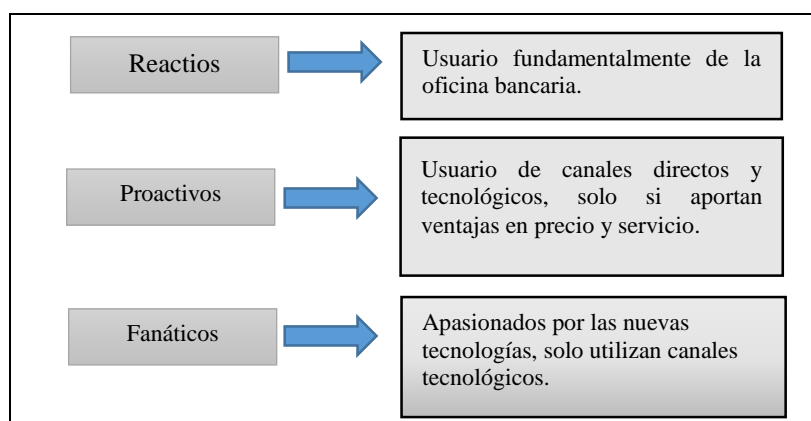 Reactios
Usuario fundamentalmente de la
oficina bancaria.
Proactivos
Usuario de canales directos y
tecnológicos, solo si aportan
ventajas en precio y servicio.
Fanáticos
Apasionados por las nuevas
tecnologías, solo utilizan canales
tecnológicos.